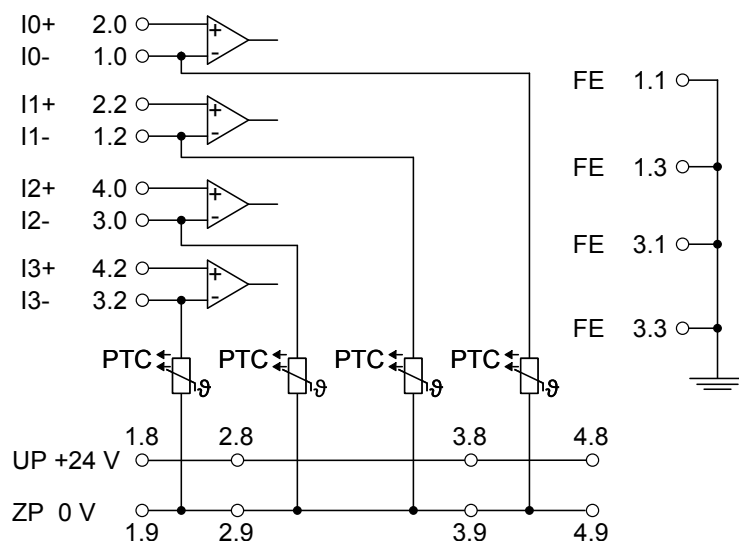 I0+ 2.0
I0- 1.0
I1+ 2.2
I1- 1.2
I2+ 4.0
I2- 3.0
I3+ 4.2
I3- 3.2
+
-
+
-
+
-
+
-
FE 1.1
FE 1.3
FE 3.1
FE 3.3
PTC ϑ PTC ϑ PTC ϑ PTC ϑ
1.8 2.8 3.8 4.8
UP +24 V
ZP 0 V
1.9 2.9 3.9 4.9